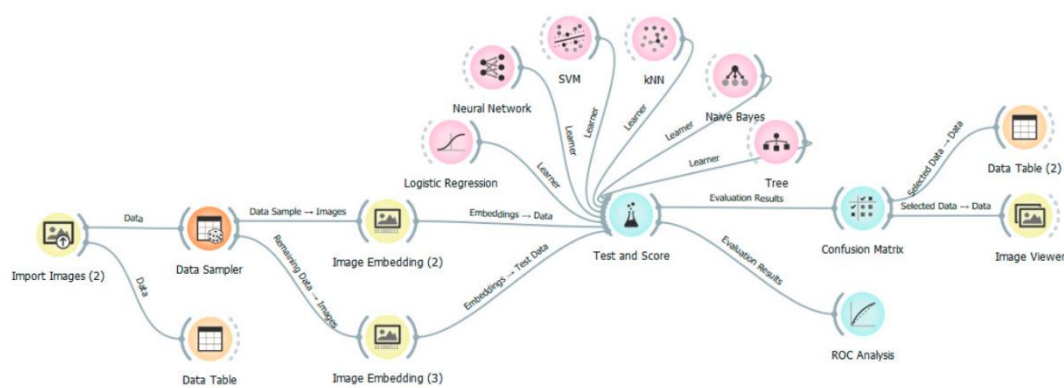 SVM
kNN
Neural Network
Naive Bayes
Learner
Learner
Learner
Learner
Learner
Learner
Logistic Regression
Tree
Selected Data → Data
Data Table (2)
Data
Data Sample → Images
Embeddings → Data
Evaluation Results
Selected Data → Data
Import Images (2)
Data Sampler
Image Embedding (2)
Test and Score
Confusion Matrix
Image Viewer
Data
Remaining Data → Images
Embeddings → Test Data
Evaluation Results
Data Table
Image Embedding (3)
ROC Analysis